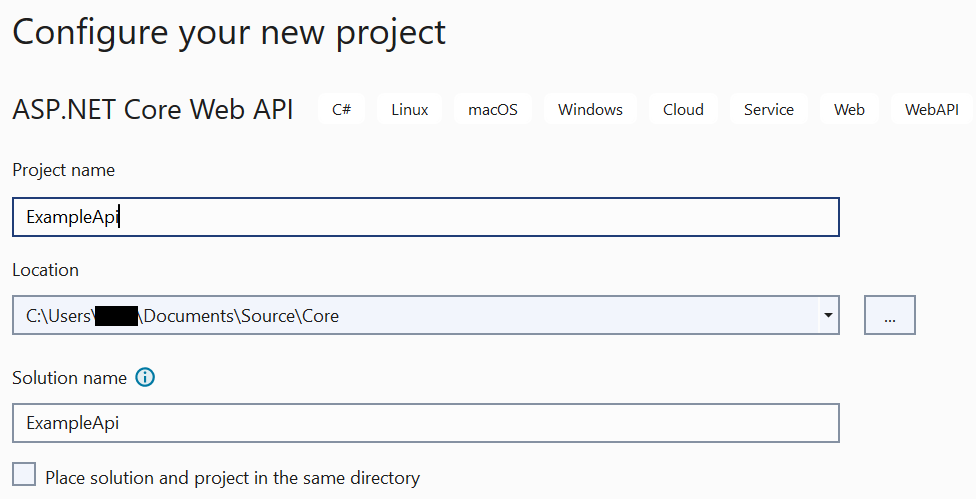 Configure your new project
ASP.NET Core Web API C# Linux macOS Windows Cloud Service Web WebAPI
Project name
ExampleApi
Location
C:\Users\ \Documents\Source\Core
...
Solution name
ExampleApi
Place solution and project in the same directory